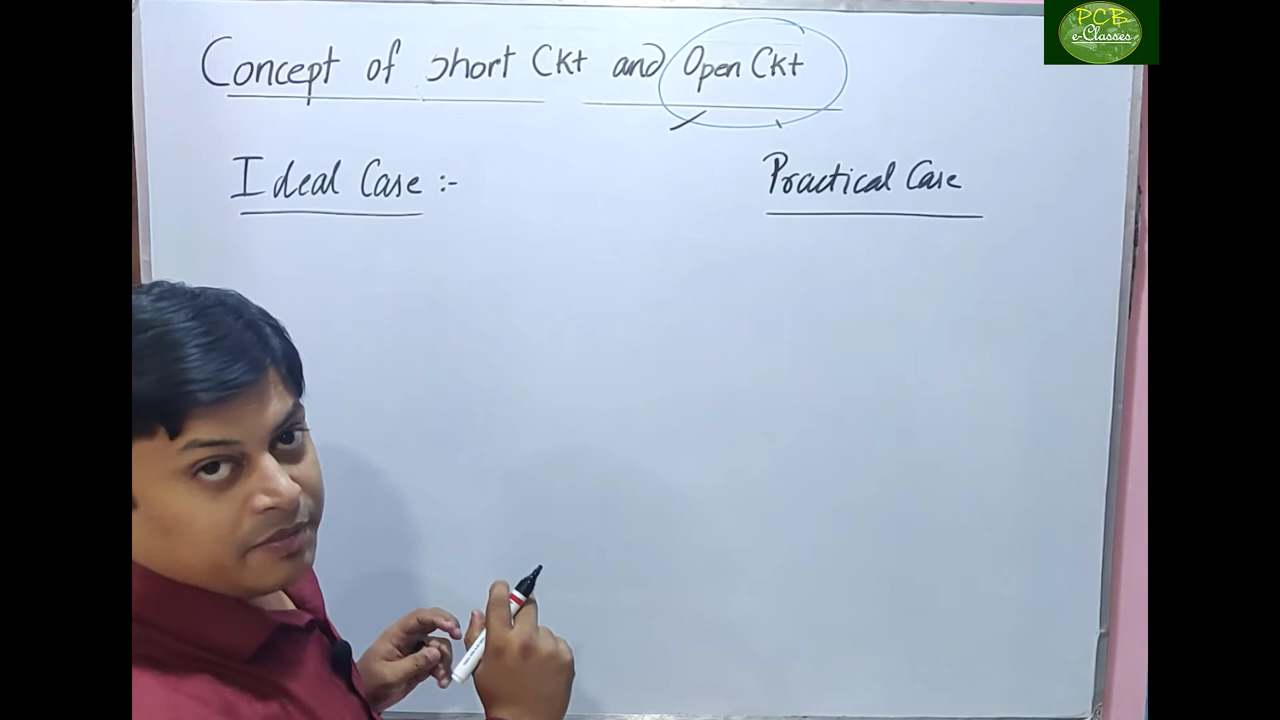 PCB
e-Classes
Concept of short Ckt and Open Ckt
Ideal Case :-
Practical Case